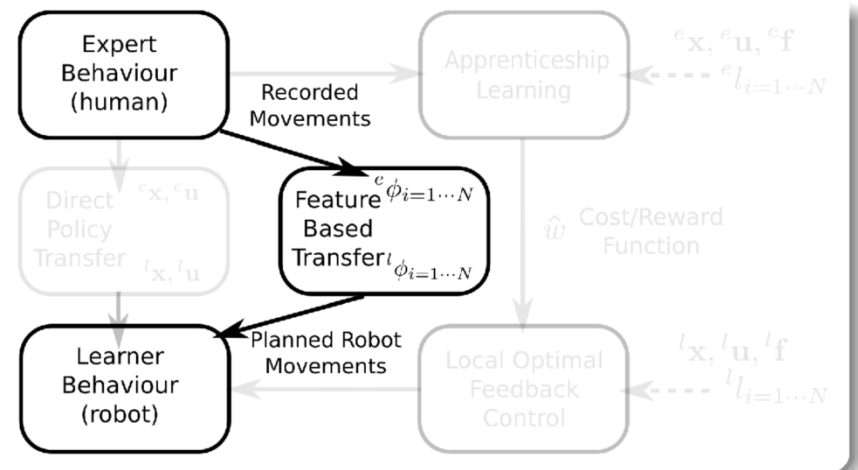 Expert
Behaviour
(human)
Recorded
Movements
Apprenticeship
Learning
ᵉx, ᵉu, ᵉf
ᵉl_{i=1···N}
Direct
Policy
Transfer
ᵉx, ᵉu
ˡx, ˡu
Feature
Based
Transfer
ᵉϕ_{i=1···N}
ˡϕ_{i=1···N}
ŵ Cost/Reward
Function
Learner
Behaviour
(robot)
Planned Robot
Movements
Local Optimal
Feedback
Control
ˡx, ˡu, ˡf
ˡl_{i=1···N}